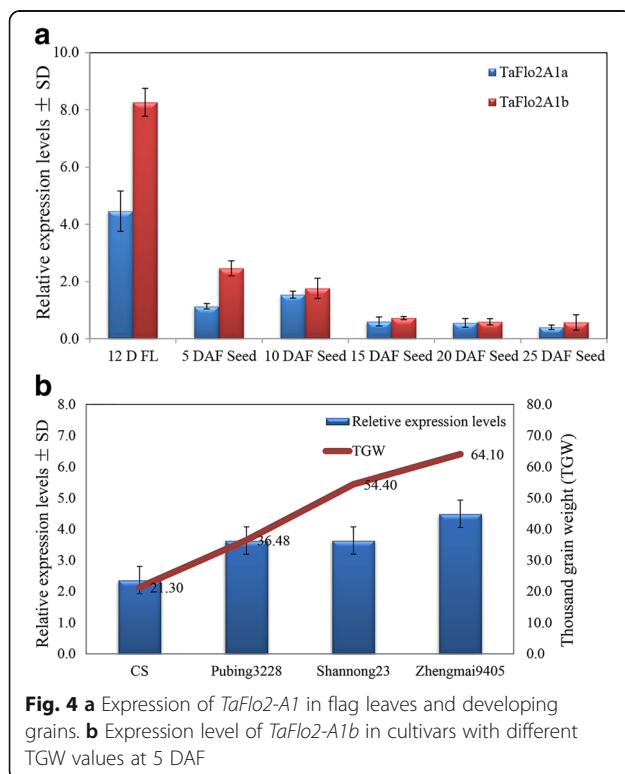 a
10.0
8.0
6.0
4.0
2.0
0.0
Relative expression levels ± SD
TaFlo2A1a
TaFlo2A1b
12 D FL 5 DAF Seed 10 DAF Seed 15 DAF Seed 20 DAF Seed 25 DAF Seed
b
8.0
7.0
6.0
5.0
4.0
3.0
2.0
1.0
0.0
Relative expression levels ± SD
Reletive expression levels
TGW
21.30
36.48
54.40
64.10
80.0
70.0
60.0
50.0
40.0
30.0
20.0
10.0
0.0
Thousand grain weight (TGW)
CS Pubing3228 Shannong23 Zhengmai9405
Fig. 4 a Expression of TaFlo2-A1 in flag leaves and developing
grains. b Expression level of TaFlo2-A1b in cultivars with different
TGW values at 5 DAF